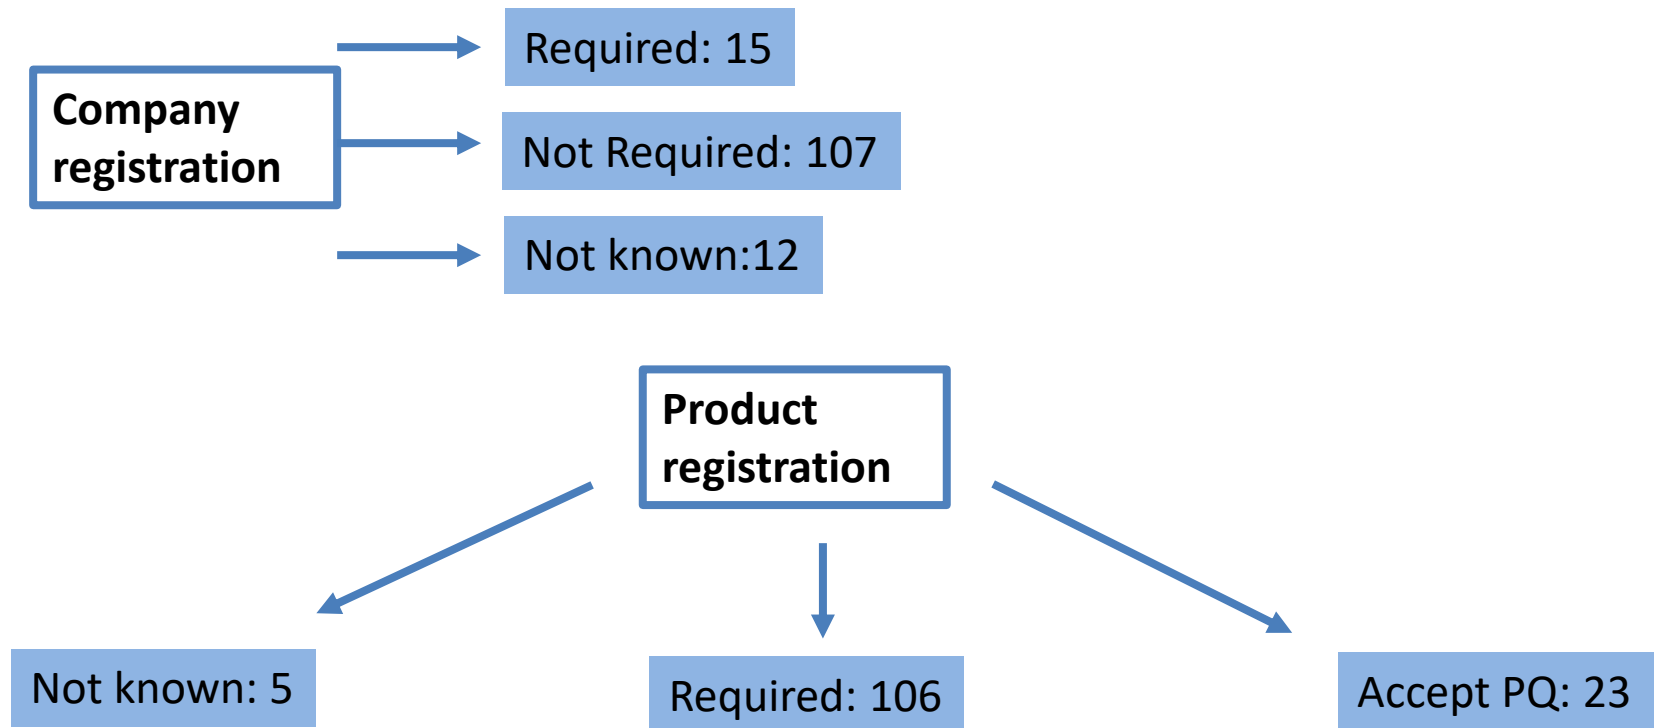 Required: 15
Company
registration
Not Required: 107
Not known:12
Product
registration
Not known: 5
Required: 106
Accept PQ: 23